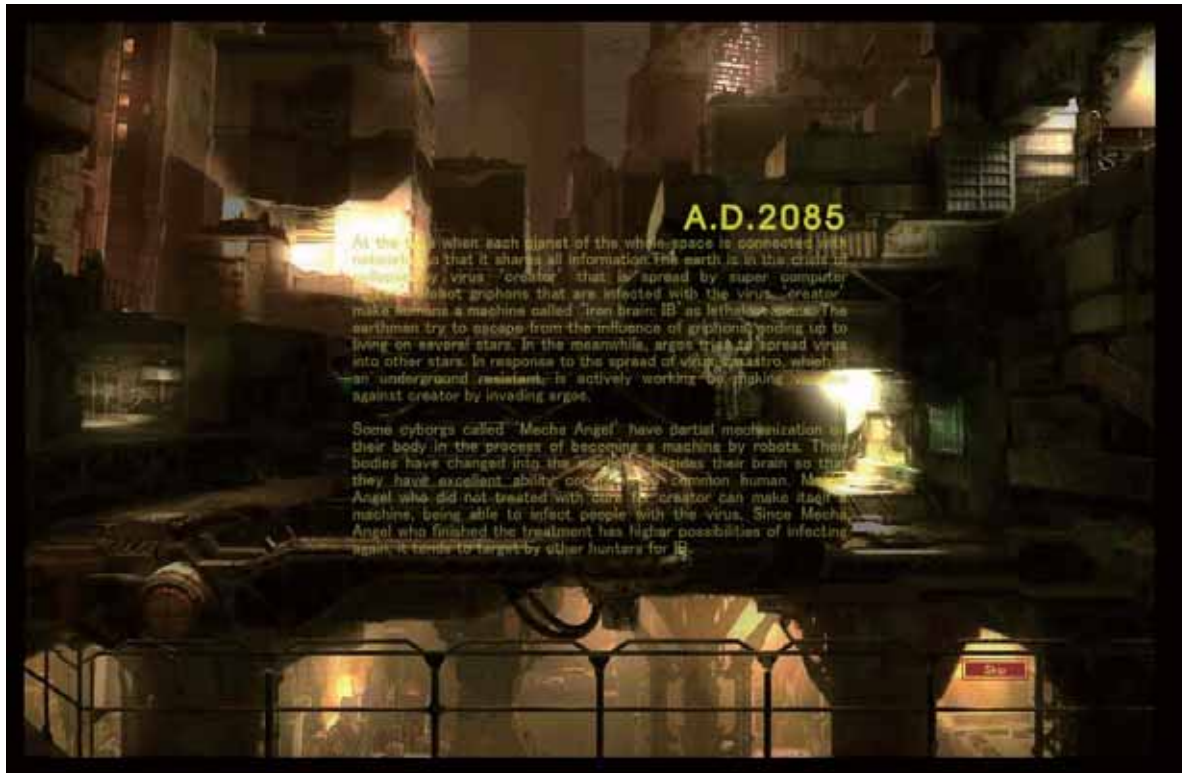 A.D.2085
At the when each planet of the whole space is connected with
network so that it shares all information.The earth is in the crisis of
by virus 'creator' that is spread by super computer
robot griphons that are infected with the virus, 'creator'
make humans a machine called "iron brain: IB" as lethal
earthman try to escape from the influence of griphons, ending up to
living on several stars. In the meanwhile, argos tries to spread virus
into other stars. In response to the spread of virus, which is
an underground resistant, is actively working be making
against creator by invading argos.
Some cyborgs called "Mecha Angel" have partial mechanization of
their body in the process of becoming a machine by robots. Their
bodies have changed into the besides their brain so that
they have excellent ability common human. Mecha
Angel who did not treated with for creator can make itself a
machine, being able to infect people with the virus. Since Mecha
Angel who finished the treatment has higher possibilities of infecting
again, it tends to target by other hunters for IB.
Skip